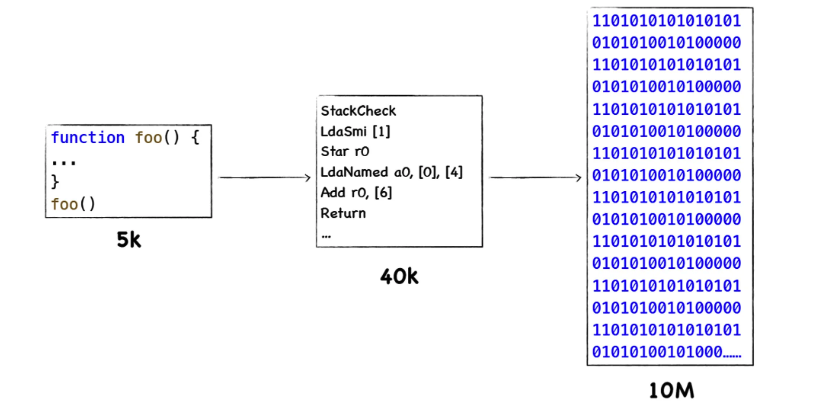 function foo() {
...
}
foo()
5k
StackCheck
LdaSmi [1]
Star r0
LdaNamed a0, [0], [4]
Add r0, [6]
Return
...
40k
1101010101010101
0101010010100000
1101010101010101
0101010010100000
1101010101010101
0101010010100000
1101010101010101
0101010010100000
1101010101010101
0101010010100000
1101010101010101
0101010010100000
1101010101010101
0101010010100000
1101010101010101
01010100101000......
10M